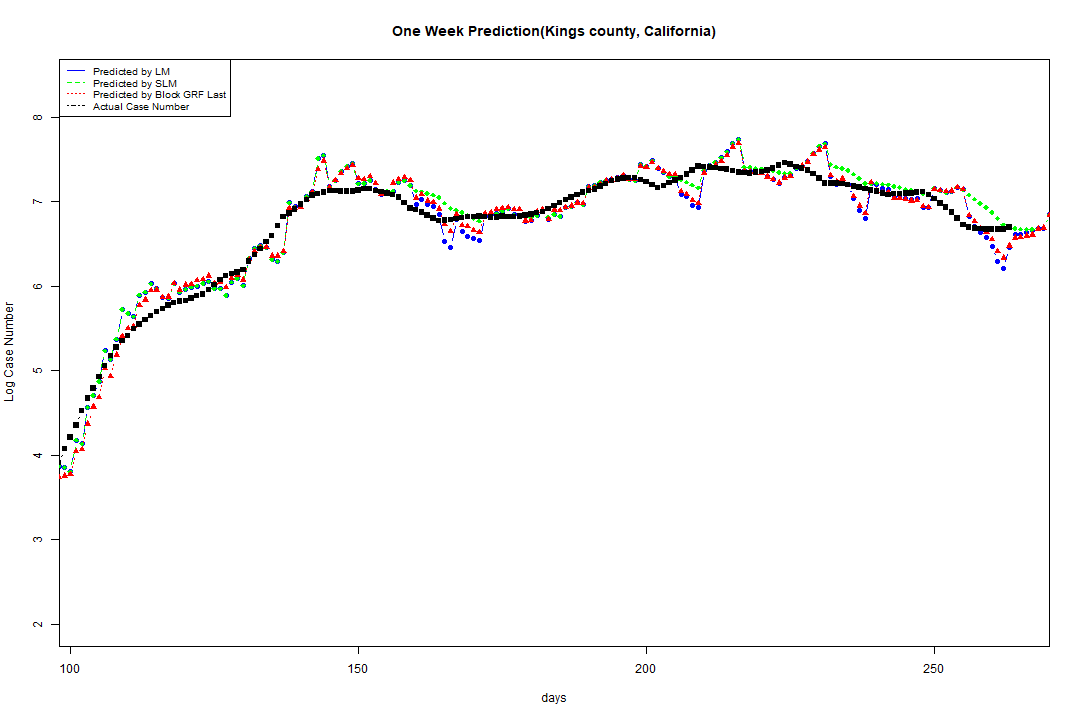 One Week Prediction(Kings county, California)
Predicted by LM
Predicted by SLM
Predicted by Block GRF Last
Actual Case Number
8
7
6
5
4
3
2
Log Case Number
100 150 200 250
days